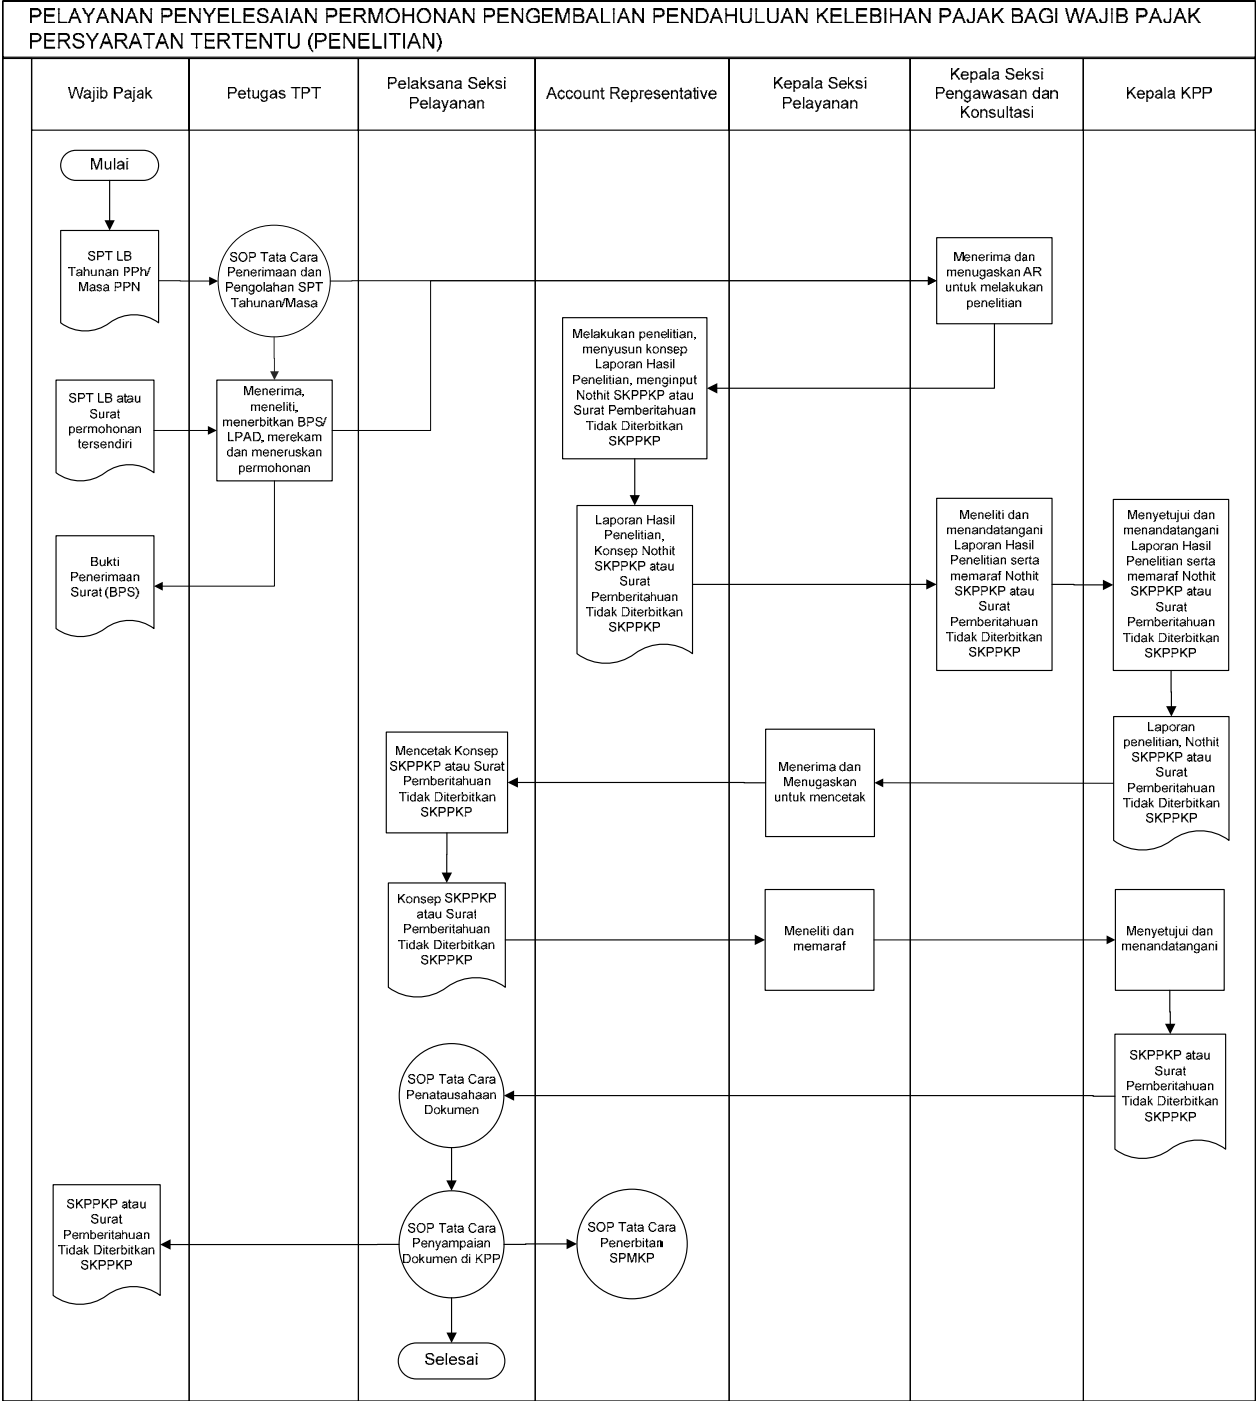 PELAYANAN PENYELESAIAN PERMOHONAN PENGEMBALIAN PENDAHULUAN KELEBIHAN PAJAK BAGI WAJIB PAJAK
PERSYARATAN TERTENTU (PENELITIAN)
Wajib Pajak
Petugas TPT
Pelaksana Seksi
Pelayanan
Account Representative
Kepala Seksi
Pelayanan
Kepala Seksi
Pengawasan dan
Konsultasi
Kepala KPP
Mulai
SPT LB
Tahunan PPh/
Masa PPN
SOP Tata Cara
Penerimaan dan
Pengolahan SPT
Tahunan/Masa
Menerima dan
menugaskan AR
untuk melakukan
penelitian
Melakukan penelitian,
menyusun konsep
Laporan Hasil
Penelitian, menginput
Nothit SKPPKP atau
Surat Pemberitahuan
Tidak Diterbitkan
SKPPKP
SPT LB atau
Surat
permohonan
tersendiri
Menerima,
meneliti,
menerbitkan BPS/
LPAD, merekam
dan meneruskan
permohonan
Bukti
Penerimaan
Surat (BPS)
Laporan Hasil
Penelitian,
Konsep Nothit
SKPPKP atau
Surat
Pemberitahuan
Tidak Diterbitkan
SKPPKP
Meneliti dan
menandatangani
Laporan Hasil
Penelitian serta
memaraf Nothit
SKPPKP atau
Surat
Pemberitahuan
Tidak Diterbitkan
SKPPKP
Menyetujui dan
menandatangani
Laporan Hasil
Penelitian serta
memaraf Nothit
SKPPKP atau
Surat
Pemberitahuan
Tidak Diterbitkan
SKPPKP
Laporan
penelitian, Nothit
SKPPKP atau
Surat
Pemberitahuan
Tidak Diterbitkan
SKPPKP
Menerima dan
Menugaskan
untuk mencetak
Mencetak Konsep
SKPPKP atau Surat
Pemberitahuan
Tidak Diterbitkan
SKPPKP
Konsep SKPPKP
atau Surat
Pemberitahuan
Tidak Diterbitkan
SKPPKP
Meneliti dan
memaraf
Menyetujui dan
menandatangani
SKPPKP atau
Surat
Pemberitahuan
Tidak Diterbitkan
SKPPKP
SOP Tata Cara
Penatausahaan
Dokumen
SOP Tata Cara
Penyampaian
Dokumen di KPP
SKPPKP atau
Surat
Pemberitahuan
Tidak Diterbitkan
SKPPKP
SOP Tata Cara
Penerbitan
SPMKP
Selesai